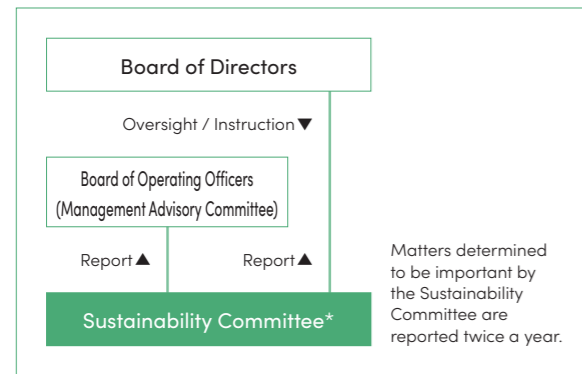 Board of Directors
Oversight / Instruction ▼
Board of Operating Officers
(Management Advisory Committee)
Report ▲
Report ▲
Sustainability Committee*
Matters determined
to be important by
the Sustainability
Committee are
reported twice a year.